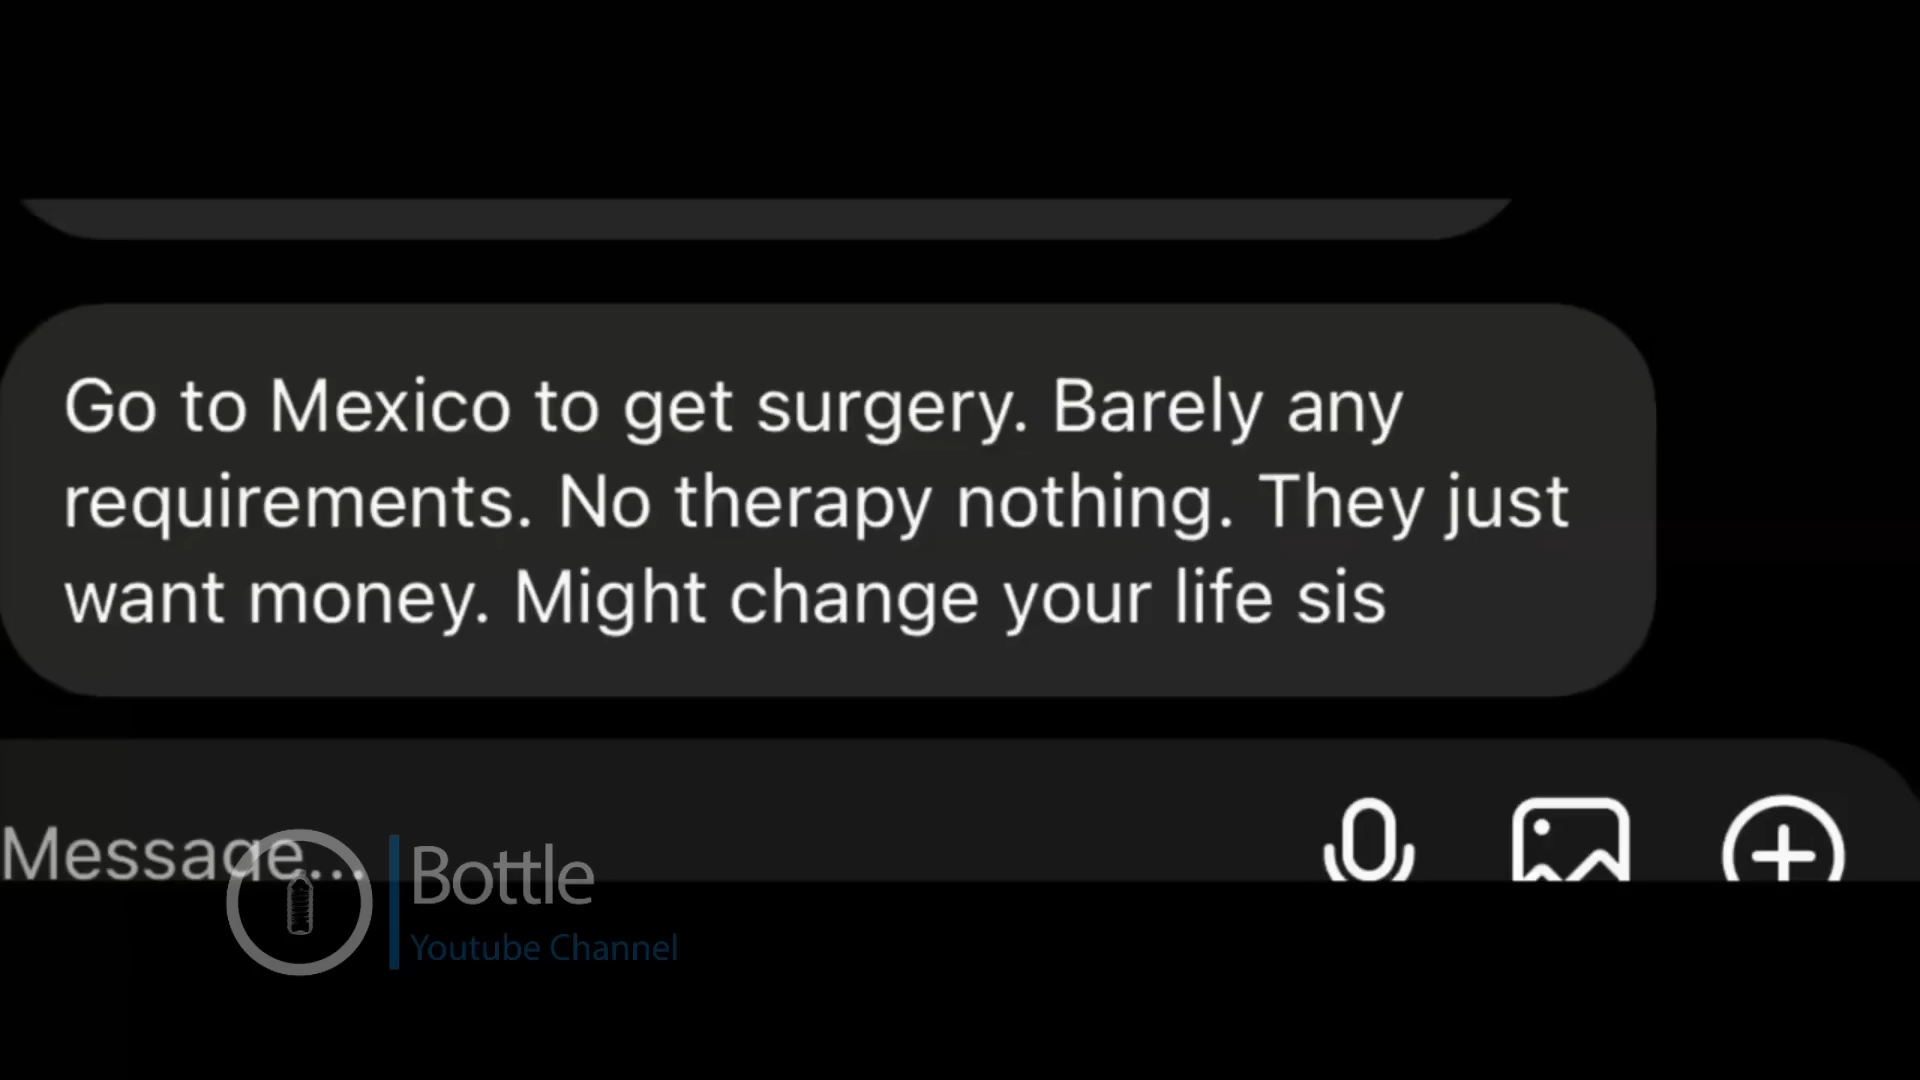 Go to Mexico to get surgery. Barely any
requirements. No therapy nothing. They just
want money. Might change your life sis
Message...
Bottle
Youtube Channel